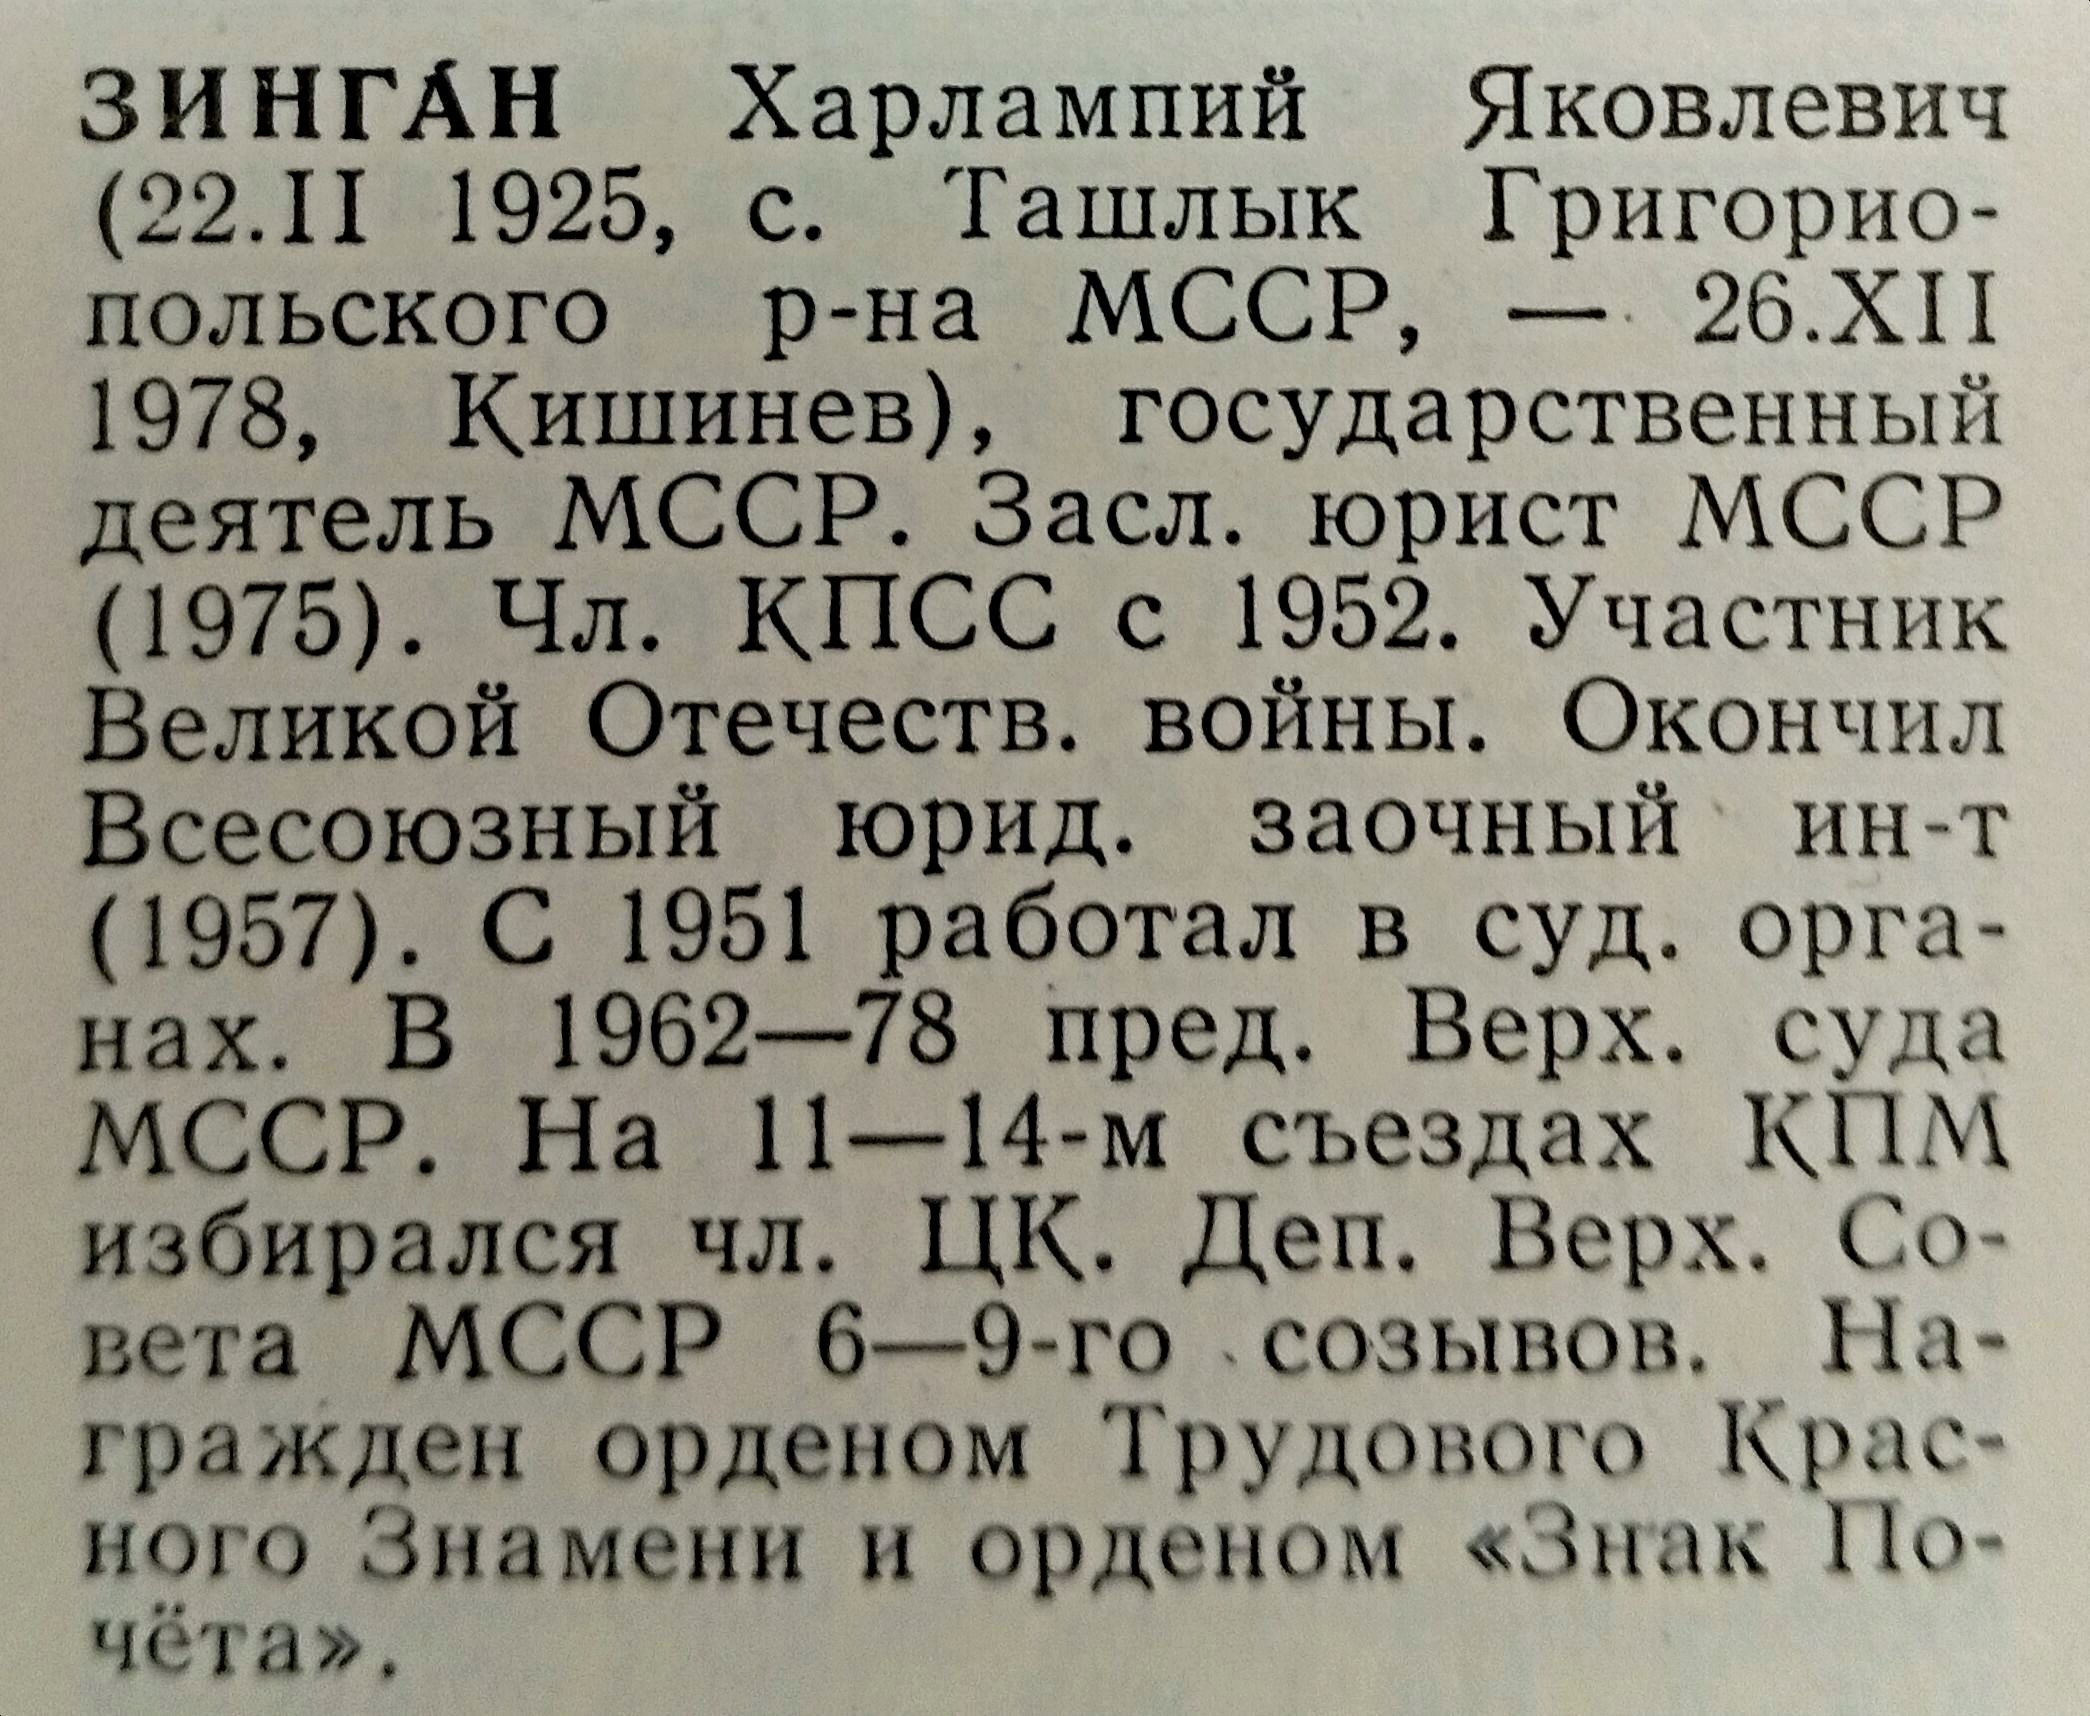 ЗИНГА́Н Харлампий Яковлевич
(22.II 1925, с. Ташлык Григорио-
польского р-на МССР, — 26.XII
1978, Кишинев), государственный
деятель МССР. Засл. юрист МССР
(1975). Чл. КПСС с 1952. Участник
Великой Отечеств. войны. Окончил
Всесоюзный юрид. заочный ин-т
(1957). С 1951 работал в суд. орга-
нах. В 1962—78 пред. Верх. суда
МССР. На 11—14-м съездах КПМ
избирался чл. ЦК. Деп. Верх. Со-
вета МССР 6—9-го созывов. На-
гражден орденом Трудового Крас-
ного Знамени и орденом «Знак По-
чёта».